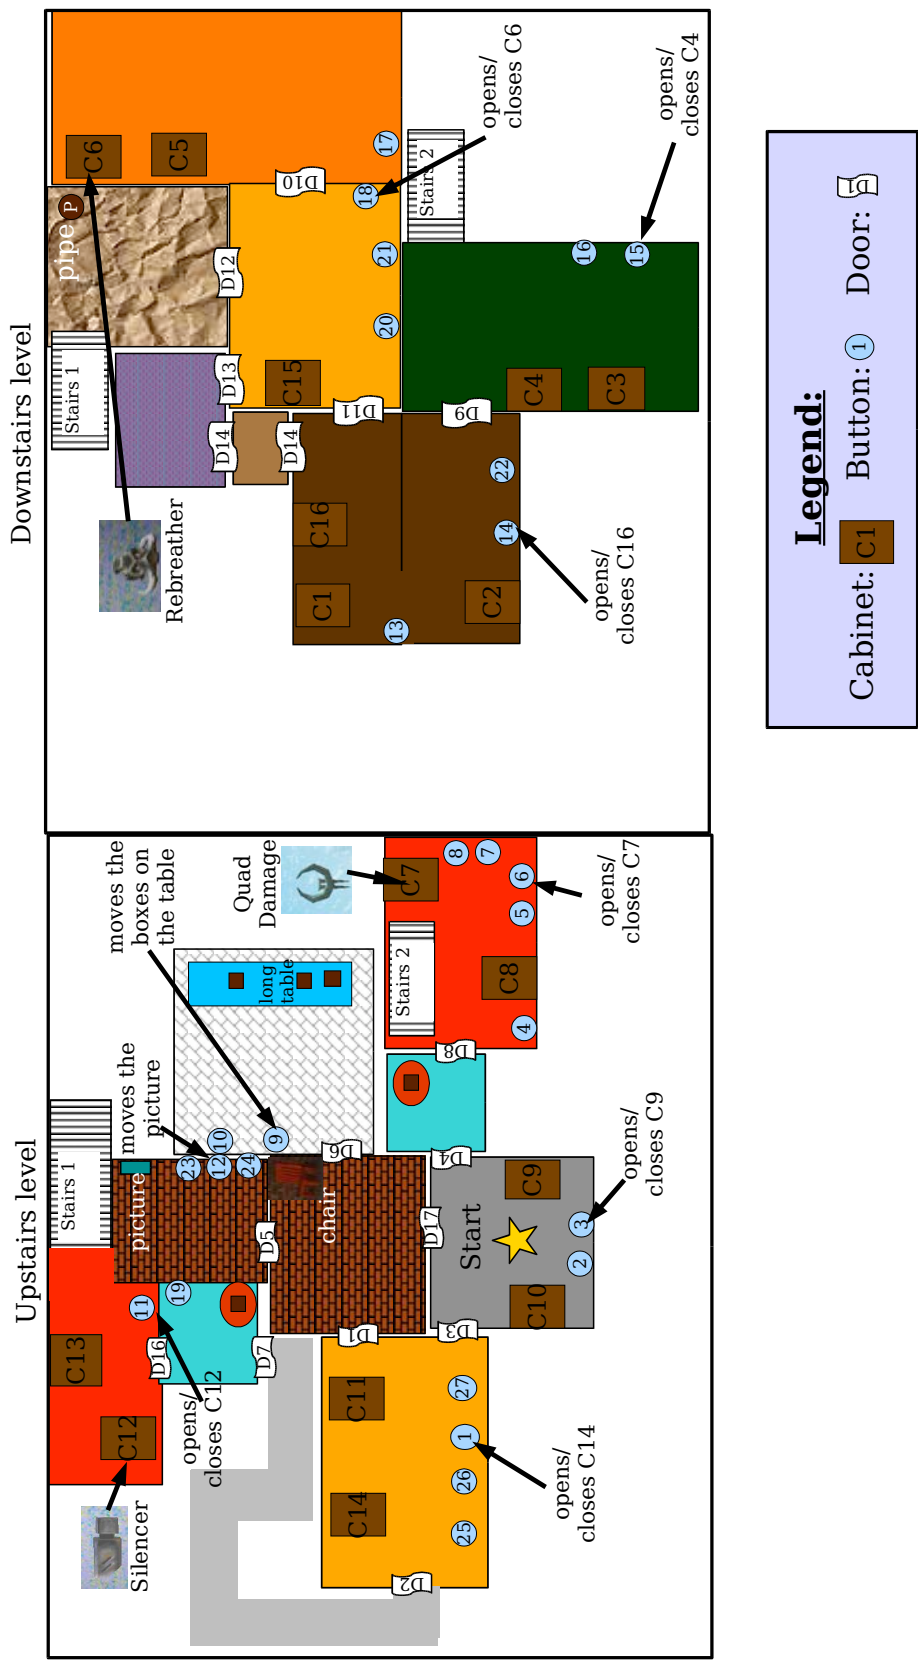 Upstairs level
Stairs 1
picture
moves the
picture
moves the
boxes on
the table
Quad
Damage
long
table
C13
C12
11
D16
19
D7
opens/
closes C12
Silencer
23
12
24
10
9
D5
D6
chair
D17
D1
D3
D4
D8
D2
Start
C9
C10
2
3
opens/
closes C9
C11
C14
27
1
26
25
opens/
closes C14
C7
C8
Stairs 2
8
7
6
5
4
opens/
closes C7
Downstairs level
Stairs 1
pipe
P
C6
C5
17
D10
18
opens/
closes C6
D12
D13
D14
D14
Rebreather
C15
21
20
D11
D9
Stairs 2
16
15
opens/
closes C4
C4
C3
C16
C1
C2
13
14
22
opens/
closes C16
Legend:
Cabinet: C1 Button: 1 Door: D1